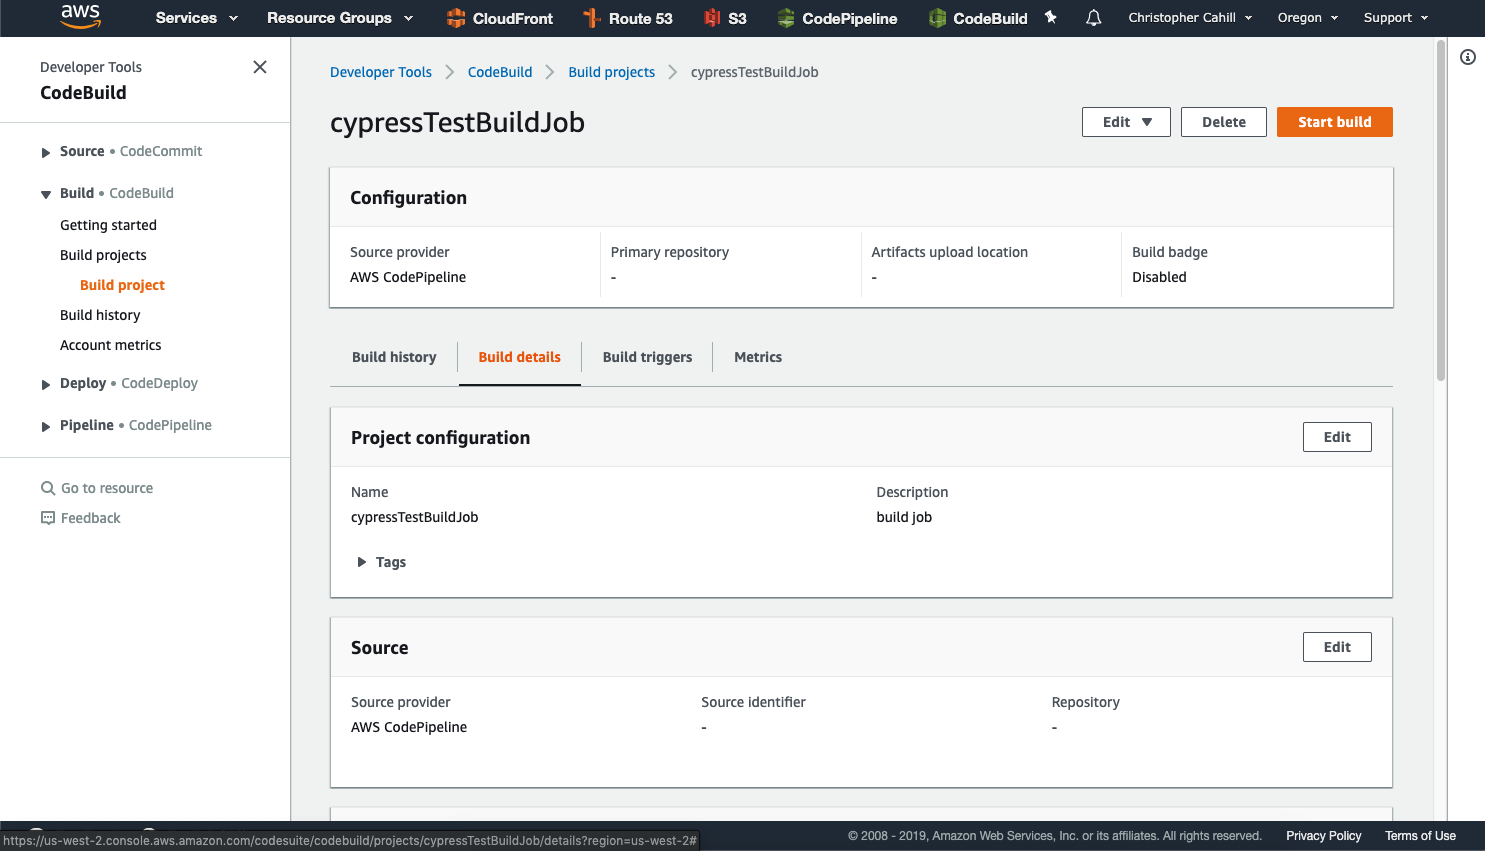 aws Services Resource Groups CloudFront Route 53 S3 CodePipeline CodeBuild Christopher Cahill Oregon Support
Developer Tools
CodeBuild
Source • CodeCommit
Build • CodeBuild
Getting started
Build projects
Build project
Build history
Account metrics
Deploy • CodeDeploy
Pipeline • CodePipeline
Go to resource
Feedback
Developer Tools CodeBuild Build projects cypressTestBuildJob
cypressTestBuildJob
Edit Delete Start build
Configuration
Source provider Primary repository Artifacts upload location Build badge
AWS CodePipeline - - Disabled
Build history Build details Build triggers Metrics
Project configuration Edit
Name Description
cypressTestBuildJob build job
Tags
Source Edit
Source provider Source identifier Repository
AWS CodePipeline - -
https://us-west-2.console.aws.amazon.com/codesuite/codebuild/projects/cypressTestBuildJob/details?region=us-west-2#
© 2008 - 2019, Amazon Web Services, Inc. or its affiliates. All rights reserved. Privacy Policy Terms of Use